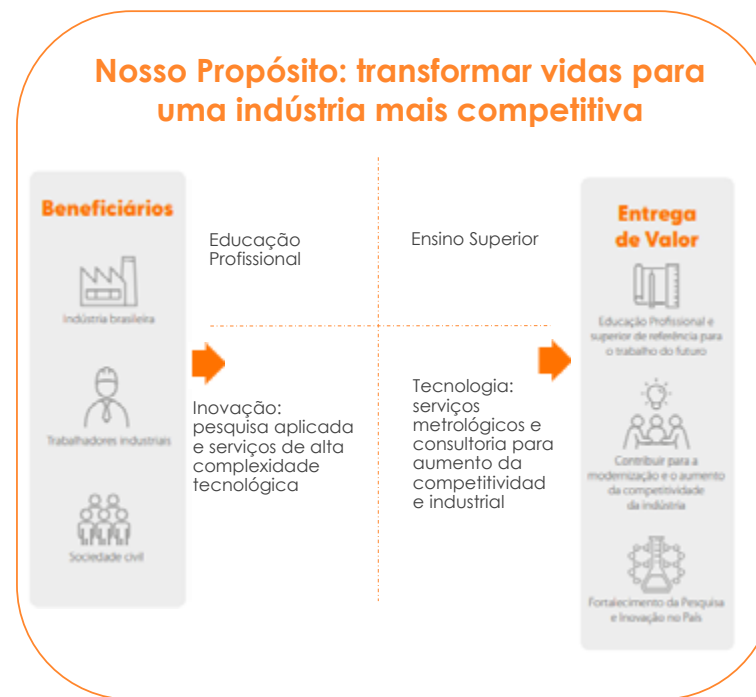 Nosso Propósito: transformar vidas para
uma indústria mais competitiva
Beneficiários
Indústria brasileira
Trabalhadores industriais
Sociedade civil
Educação
Profissional
Ensino Superior
Inovação:
pesquisa aplicada
e serviços de alta
complexidade
tecnológica
Tecnologia:
serviços
metrológicos e
consultoria para
aumento da
competitividad
e industrial
Entrega
de Valor
Educação Profissional e
superior de referência para
o trabalho do futuro
Contribuir para a
modernização e o aumento
da competitividade
da indústria
Fortalecimento da Pesquisa
e Inovação no País